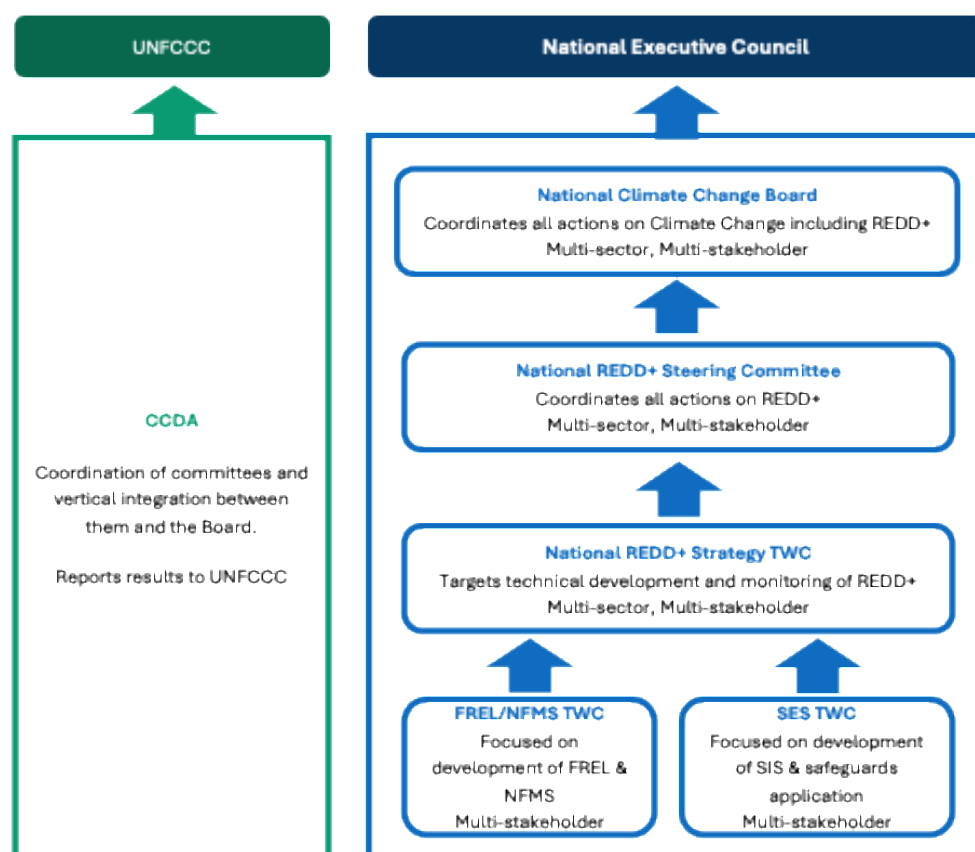 UNFCCC
National Executive Council
CCDA
Coordination of committees and
vertical integration between
them and the Board.
Reports results to UNFCCC
National Climate Change Board
Coordinates all actions on Climate Change including REDD+
Multi-sector, Multi-stakeholder
National REDD+ Steering Committee
Coordinates all actions on REDD+
Multi-sector, Multi-stakeholder
National REDD+ Strategy TWC
Targets technical development and monitoring of REDD+
Multi-sector, Multi-stakeholder
FREL/NFMS TWC
Focused on
development of FREL &
NFMS
Multi-stakeholder
SES TWC
Focused on development
of SIS & safeguards
application
Multi-stakeholder